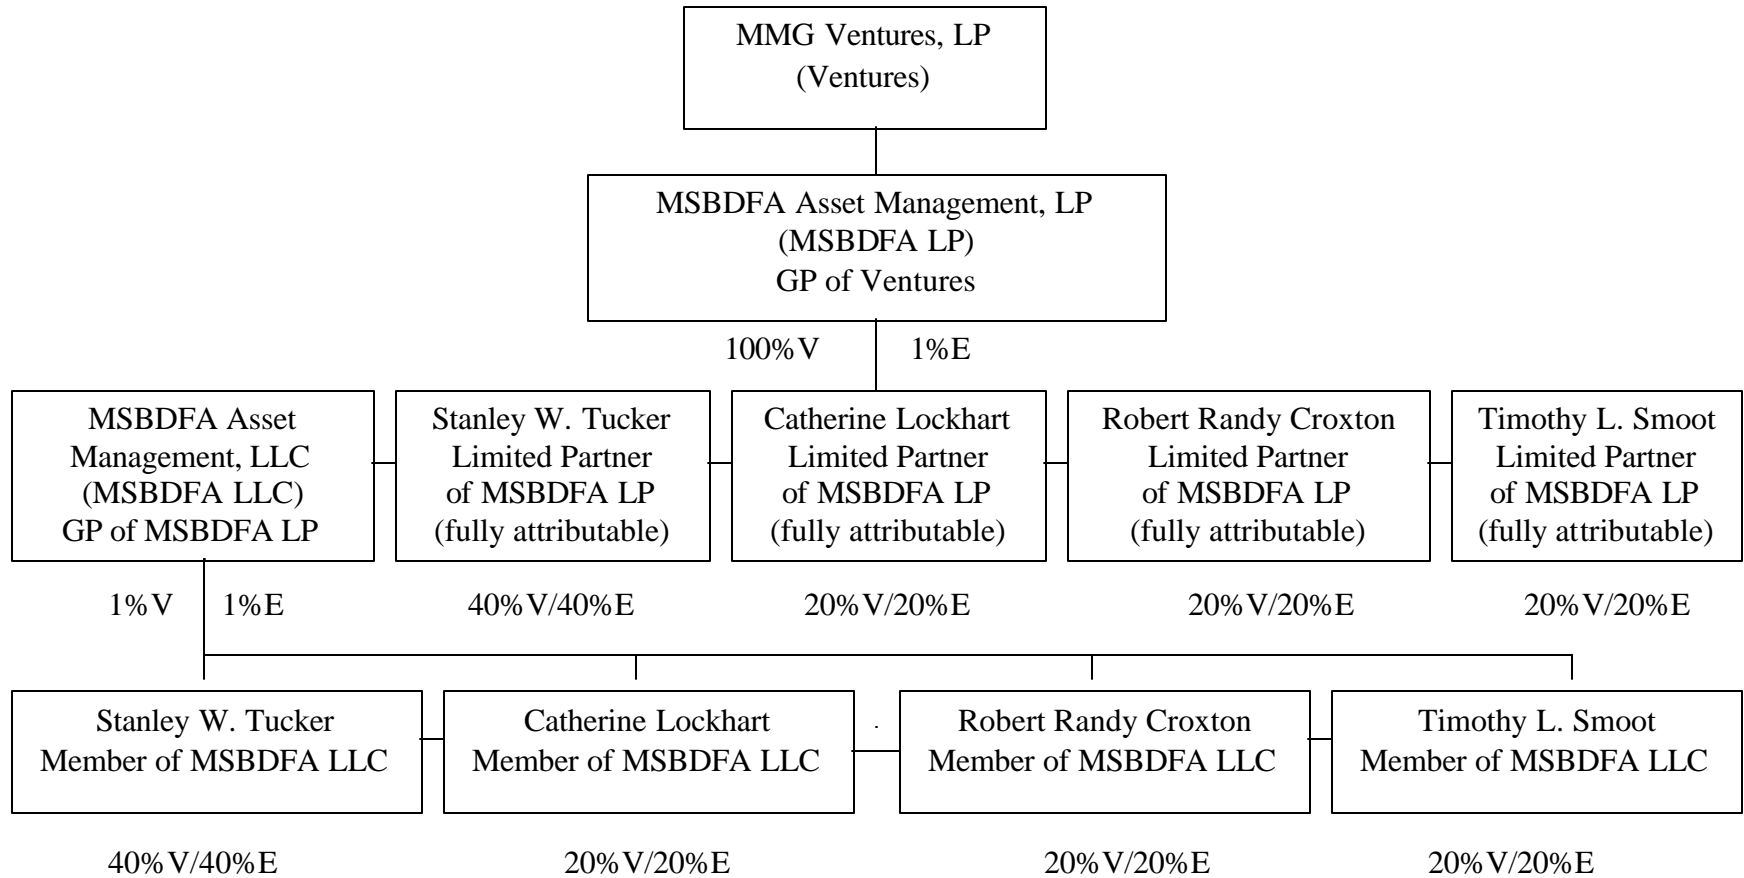 MMG Ventures, LP
(Ventures)
MSBDFA Asset Management, LP
(MSBDFA LP)
GP of Ventures
100%V
1%E
MSBDFA Asset
Management, LLC
(MSBDFA LLC)
GP of MSBDFA LP
Stanley W. Tucker
Limited Partner
of MSBDFA LP
(fully attributable)
Catherine Lockhart
Limited Partner
of MSBDFA LP
(fully attributable)
Robert Randy Croxton
Limited Partner
of MSBDFA LP
(fully attributable)
Timothy L. Smoot
Limited Partner
of MSBDFA LP
(fully attributable)
1%V
1%E
40%V/40%E
20%V/20%E
20%V/20%E
20%V/20%E
Stanley W. Tucker
Member of MSBDFA LLC
Catherine Lockhart
Member of MSBDFA LLC
Robert Randy Croxton
Member of MSBDFA LLC
Timothy L. Smoot
Member of MSBDFA LLC
40%V/40%E
20%V/20%E
20%V/20%E
20%V/20%E